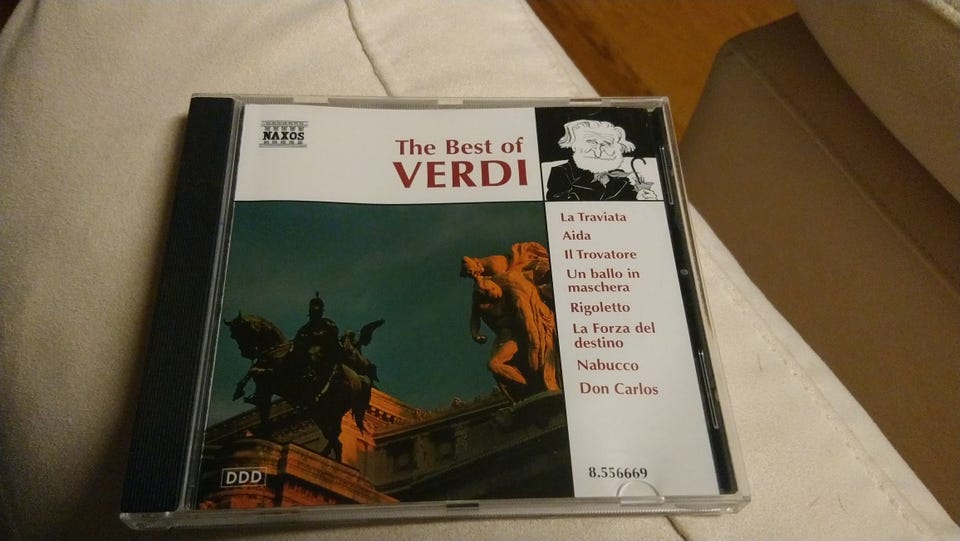 NAXOS
The Best of
VERDI
La Traviata
Aida
Il Trovatore
Un ballo in
maschera
Rigoletto
La Forza del
destino
Nabucco
Don Carlos
DDD
8.556669